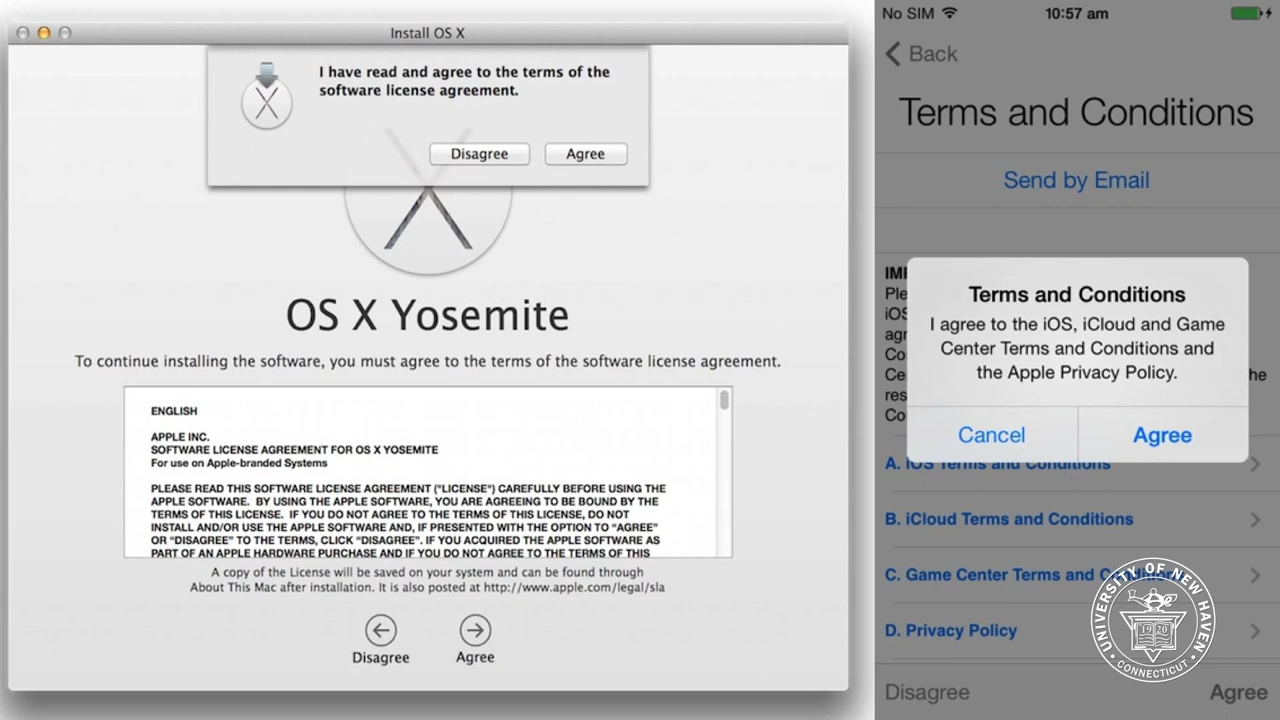 Install OS X
I have read and agree to the terms of the
software license agreement.
Disagree
Agree
OS X Yosemite
To continue installing the software, you must agree to the terms of the software license agreement.
ENGLISH
APPLE INC.
SOFTWARE LICENSE AGREEMENT FOR OS X YOSEMITE
For use on Apple-branded Systems
PLEASE READ THIS SOFTWARE LICENSE AGREEMENT ("LICENSE") CAREFULLY BEFORE USING THE
APPLE SOFTWARE. BY USING THE APPLE SOFTWARE, YOU ARE AGREEING TO BE BOUND BY THE
TERMS OF THIS LICENSE. IF YOU DO NOT AGREE TO THE TERMS OF THIS LICENSE, DO NOT
INSTALL AND/OR USE THE APPLE SOFTWARE AND, IF PRESENTED WITH THE OPTION TO "AGREE"
OR "DISAGREE" TO THE TERMS, CLICK "DISAGREE". IF YOU ACQUIRED THE APPLE SOFTWARE AS
PART OF AN APPLE HARDWARE PURCHASE AND IF YOU DO NOT AGREE TO THE TERMS OF THIS
A copy of the License will be saved on your system and can be found through
About This Mac after installation. It is also posted at http://www.apple.com/legal/sla
Disagree
Agree
No SIM
10:57 am
Back
Terms and Conditions
Send by Email
Terms and Conditions
I agree to the iOS, iCloud and Game
Center Terms and Conditions and
the Apple Privacy Policy.
Cancel
Agree
A. iOS Terms and Conditions
B. iCloud Terms and Conditions
C. Game Center Terms and Conditions
D. Privacy Policy
Disagree
Agree
UNIVERSITY OF NEW HAVEN
1920
CONNECTICUT